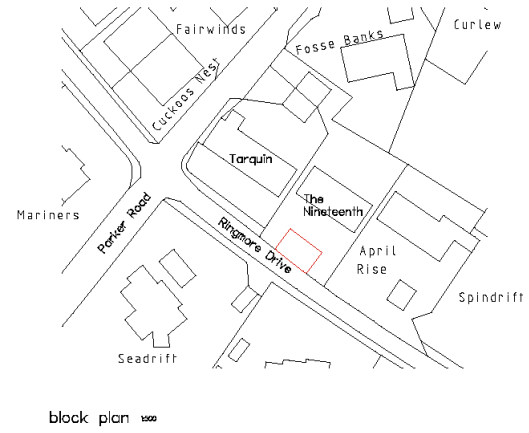 Fairwinds
Curlew
Fosse Banks
Cuckoos Nest
Tarquin
The
Nineteenth
Mariners
Parker Road
Ringmore Drive
April
Rise
Spindrift
Seadrift
block plan